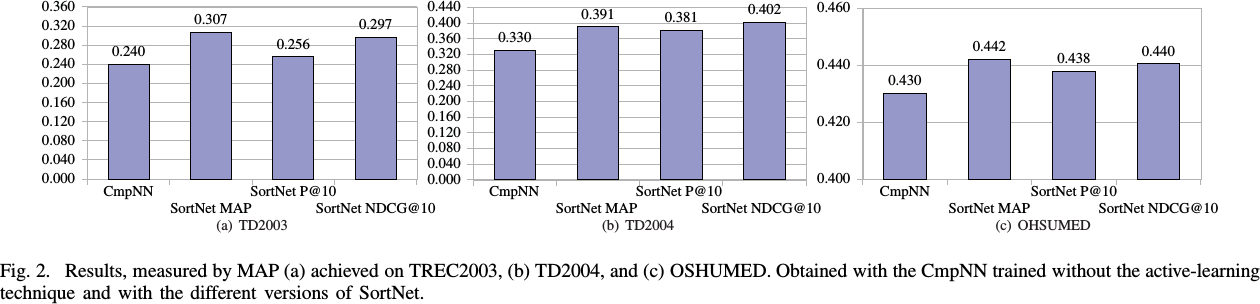 0.360
0.320
0.280
0.240
0.200
0.160
0.120
0.080
0.040
0.000
0.240
0.307
0.256
0.297
CmpNN
SortNet P@10
SortNet MAP
SortNet NDCG@10
(a) TD2003
0.440
0.400
0.360
0.320
0.280
0.240
0.200
0.160
0.120
0.080
0.040
0.000
0.330
0.391
0.381
0.402
CmpNN
SortNet P@10
SortNet MAP
SortNet NDCG@10
(b) TD2004
0.460
0.440
0.420
0.400
0.430
0.442
0.438
0.440
CmpNN
SortNet P@10
SortNet MAP
SortNet NDCG@10
(c) OHSUMED
Fig. 2. Results, measured by MAP (a) achieved on TREC2003, (b) TD2004, and (c) OSHUMED. Obtained with the CmpNN trained without the active-learning
technique and with the different versions of SortNet.